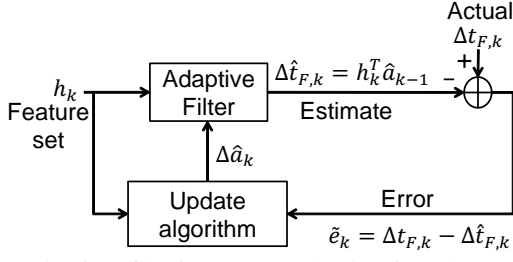 Actual
Δt_{F,k}
+
−
h_k
Feature
set
Adaptive
Filter
Δt̂_{F,k} = h_k^T â_{k−1}
Estimate
Δâ_k
Update
algorithm
Error
ẽ_k = Δt_{F,k} − Δt̂_{F,k}